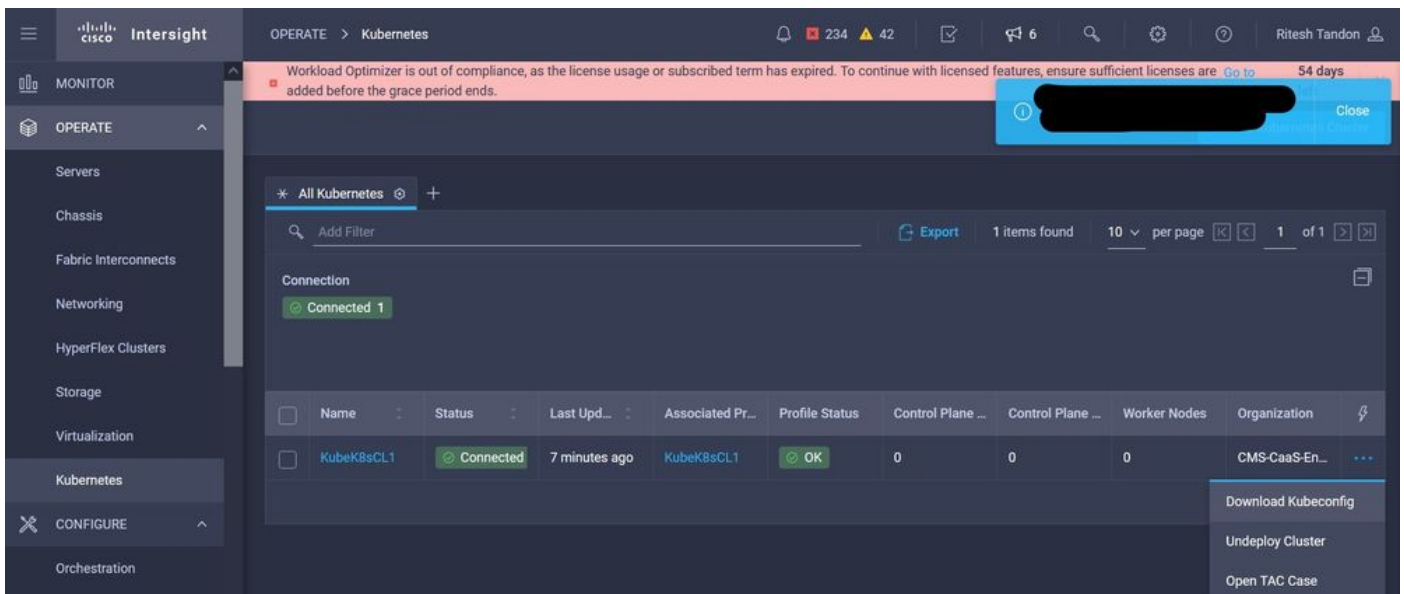 cisco Intersight
OPERATE > Kubernetes
234 42
6
Ritesh Tandon
MONITOR
OPERATE
Servers
Chassis
Fabric Interconnects
Networking
HyperFlex Clusters
Storage
Virtualization
Kubernetes
CONFIGURE
Orchestration
Workload Optimizer is out of compliance, as the license usage or subscribed term has expired. To continue with licensed features, ensure sufficient licenses are Go to 54 days
added before the grace period ends.
Close
All Kubernetes
Add Filter Export 1 items found 10 per page 1 of 1
Connection
Connected 1
Name Status Last Upd... Associated Pr... Profile Status Control Plane ... Control Plane ... Worker Nodes Organization
KubeK8sCL1 Connected 7 minutes ago KubeK8sCL1 OK 0 0 0 CMS-CaaS-En...
Download Kubeconfig
Undeploy Cluster
Open TAC Case